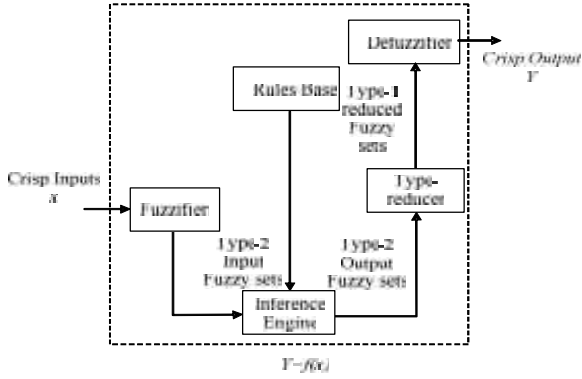 Defuzzifier
Crisp Output
Y
Rules Base
Type-1
reduced
Fuzzy
sets
Crisp Inputs
x
Fuzzifier
Type-
reducer
Type-2
Input
Fuzzy sets
Type-2
Output
Fuzzy sets
Inference
Engine
Y=f(x)